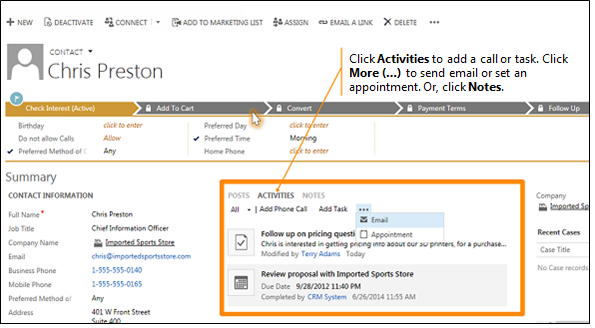 NEW DEACTIVATE CONNECT ADD TO MARKETING LIST ASSIGN EMAIL A LINK DELETE ...
CONTACT
Chris Preston
Click Activities to add a call or task. Click
More (...) to send email or set an
appointment. Or, click Notes.
Check Interest (Active) Add To Cart Convert Payment Terms Follow Up
Birthday click to enter Preferred Day click to enter
Do not allow Calls Allow Preferred Time Morning
Preferred Method of C Any Home Phone click to enter
Summary
CONTACT INFORMATION
Full Name * Chris Preston
Job Title Chief Information Officer
Company Name Imported Sports Store
Email chris@importedsportsstore.com
Business Phone 1-555-555-0140
Mobile Phone 1-555-555-0165
Preferred Method of Any
Address 401 W Front Street
Suite 400
POSTS ACTIVITIES NOTES
All Add Phone Call Add Task ...
Email
Appointment
Follow up on pricing questi
Chris is interested in getting pricing info about our 3D printers, for a purchase...
Modified by Terry Adams Today
Review proposal with Imported Sports Store
Due Date 9/28/2012 11:40 PM
Completed by CRM System 6/26/2014 11:55 AM
Company
Imported Sp
Recent Cases
Case Title
No Case records